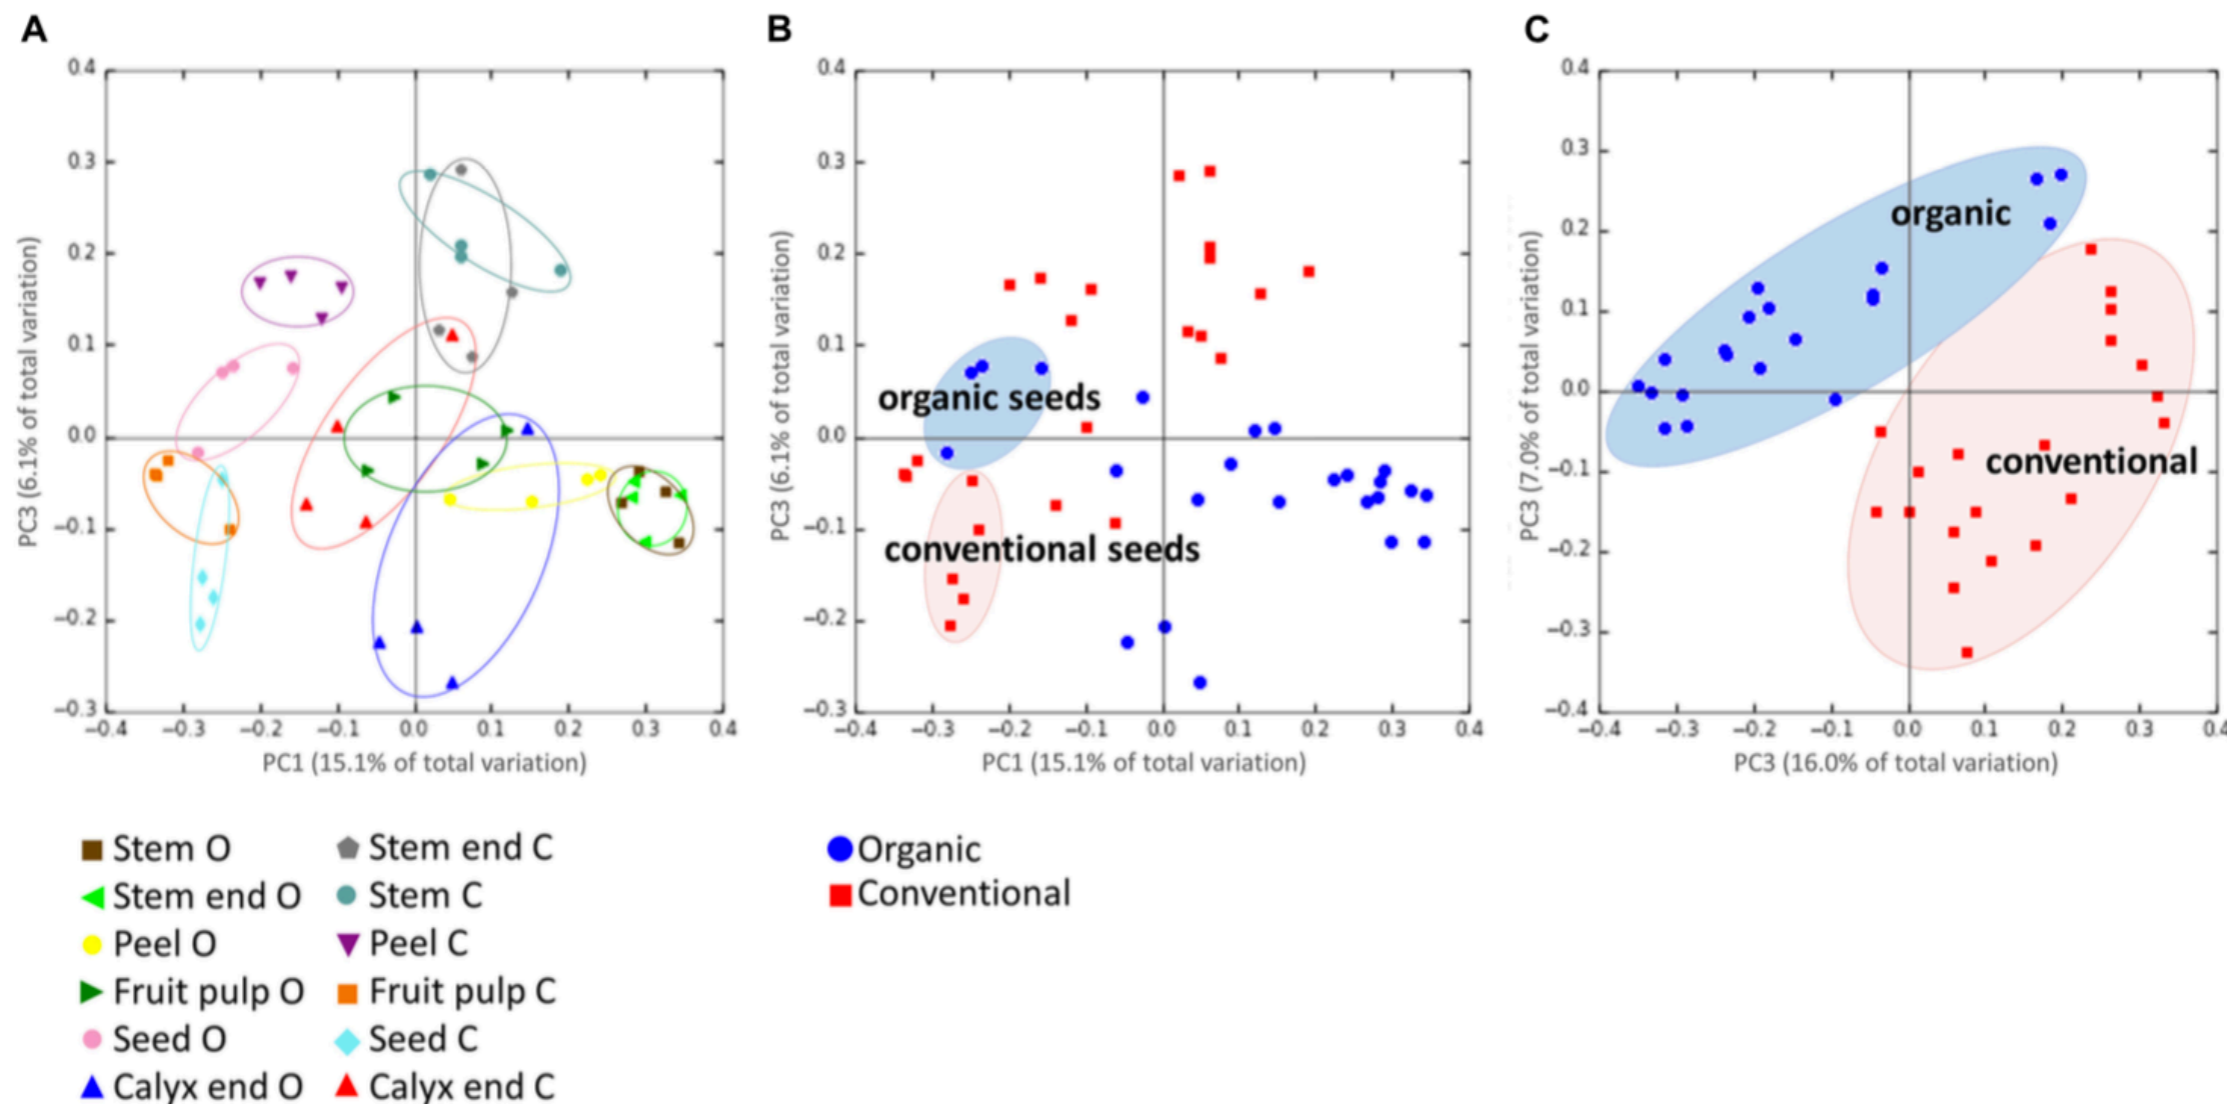 A
B
C
0.4
0.3
0.2
0.1
0.0
−0.1
−0.2
−0.3
PC3 (6.1% of total variation)
−0.4 −0.3 −0.2 −0.1 0.0 0.1 0.2 0.3 0.4
PC1 (15.1% of total variation)
0.4
0.3
0.2
0.1
0.0
−0.1
−0.2
−0.3
PC3 (6.1% of total variation)
organic seeds
conventional seeds
−0.4 −0.3 −0.2 −0.1 0.0 0.1 0.2 0.3 0.4
PC1 (15.1% of total variation)
0.4
0.3
0.2
0.1
0.0
−0.1
−0.2
−0.3
−0.4
PC3 (7.0% of total variation)
organic
conventional
−0.4 −0.3 −0.2 −0.1 0.0 0.1 0.2 0.3 0.4
PC3 (16.0% of total variation)
Stem O
Stem end O
Peel O
Fruit pulp O
Seed O
Calyx end O
Stem end C
Stem C
Peel C
Fruit pulp C
Seed C
Calyx end C
Organic
Conventional